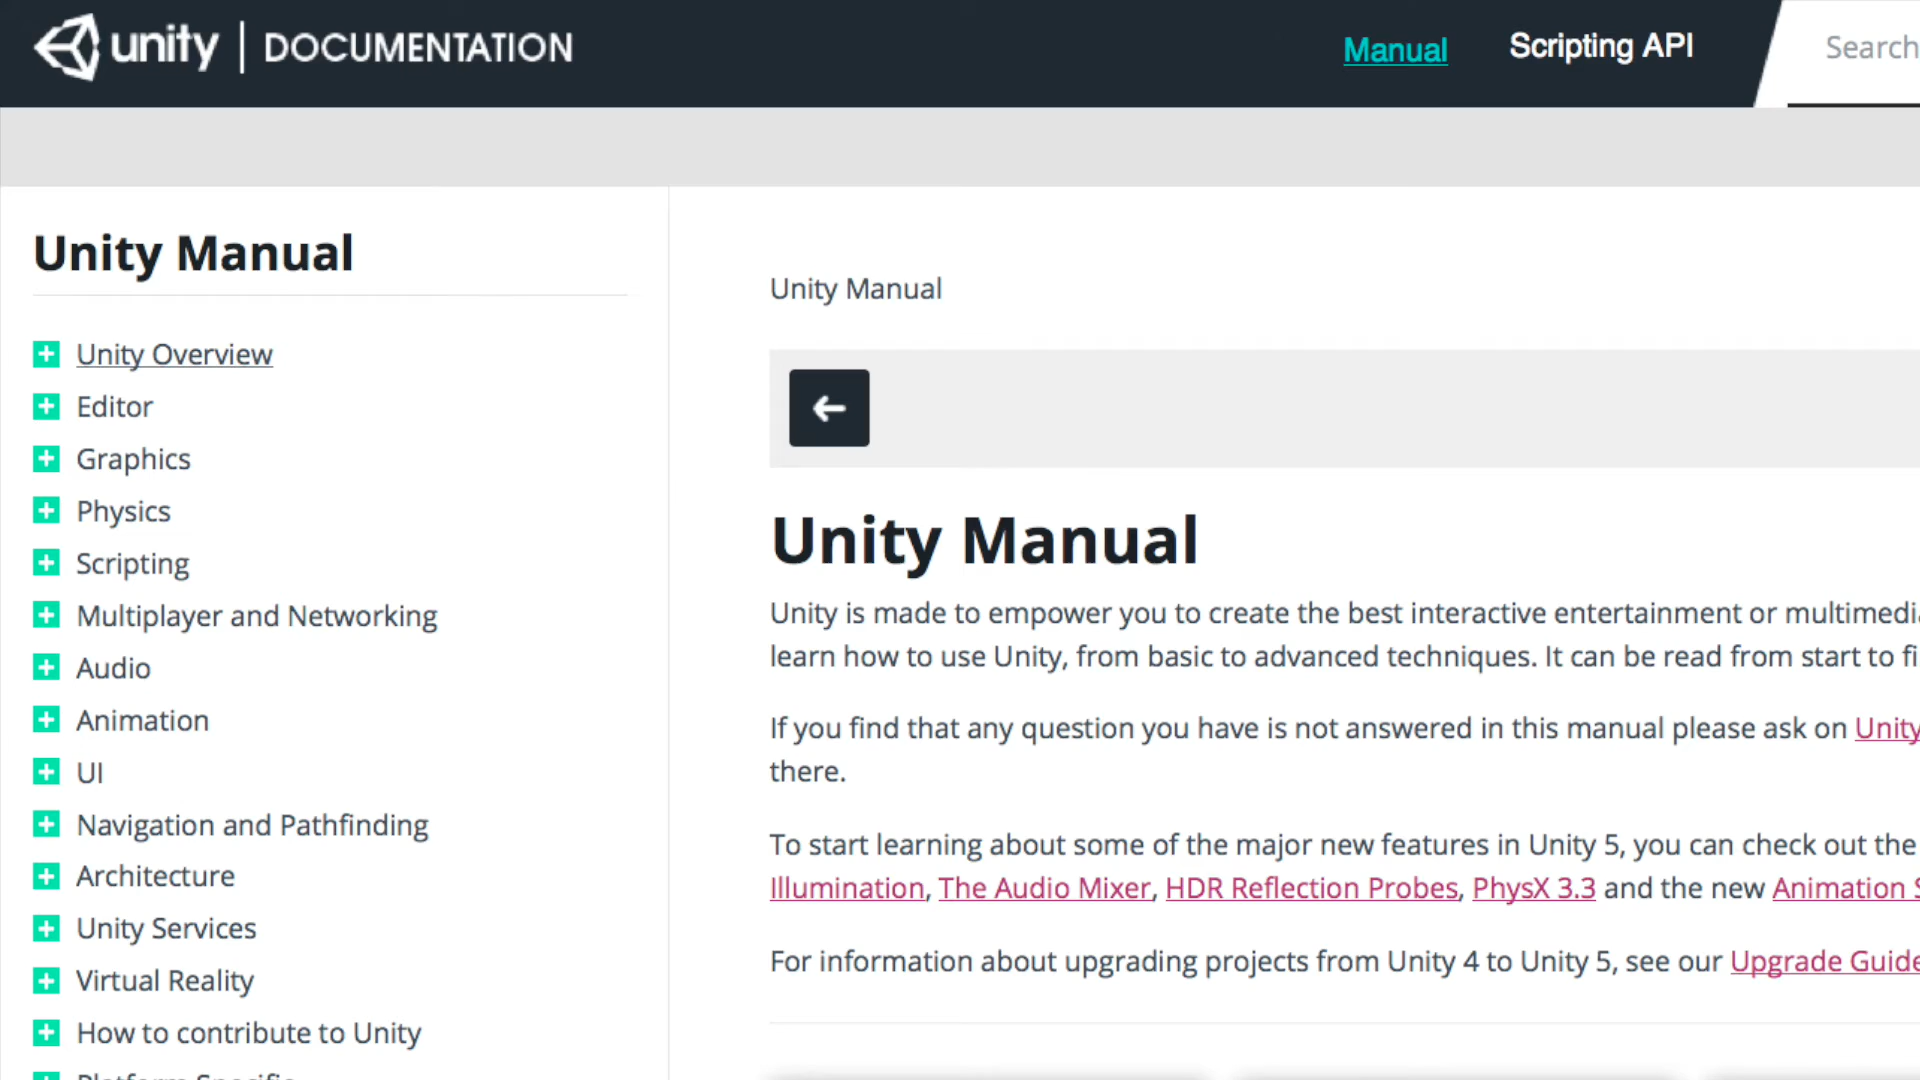 unity | DOCUMENTATION
Manual
Scripting API
Search
Unity Manual
Unity Overview
Editor
Graphics
Physics
Scripting
Multiplayer and Networking
Audio
Animation
UI
Navigation and Pathfinding
Architecture
Unity Services
Virtual Reality
How to contribute to Unity
Platform Specific
Unity Manual
Unity Manual
Unity is made to empower you to create the best interactive entertainment or multimedia
learn how to use Unity, from basic to advanced techniques. It can be read from start to fi
If you find that any question you have is not answered in this manual please ask on Unity
there.
To start learning about some of the major new features in Unity 5, you can check out the
Illumination, The Audio Mixer, HDR Reflection Probes, PhysX 3.3 and the new Animation S
For information about upgrading projects from Unity 4 to Unity 5, see our Upgrade Guide